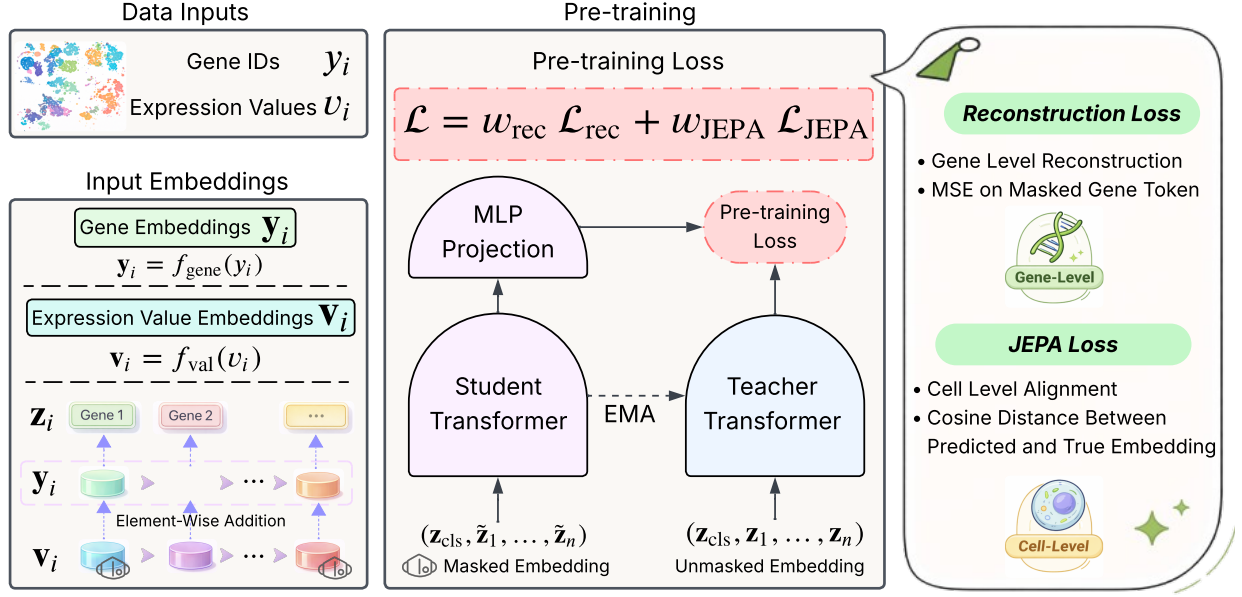 Data Inputs
Gene IDs y_i
Expression Values v_i
Input Embeddings
Gene Embeddings y_i
y_i = f_gene(y_i)
Expression Value Embeddings v_i
v_i = f_val(v_i)
z_i Gene 1 Gene 2 ...
y_i ...
Element-Wise Addition
v_i ...
Pre-training
Pre-training Loss
ℒ = w_rec ℒ_rec + w_JEPA ℒ_JEPA
MLP
Projection
Pre-training
Loss
Student
Transformer
EMA
Teacher
Transformer
(z_cls, z̃_1, ..., z̃_n)
Masked Embedding
(z_cls, z_1, ..., z_n)
Unmasked Embedding
Reconstruction Loss
• Gene Level Reconstruction
• MSE on Masked Gene Token
Gene-Level
JEPA Loss
• Cell Level Alignment
• Cosine Distance Between
Predicted and True Embedding
Cell-Level